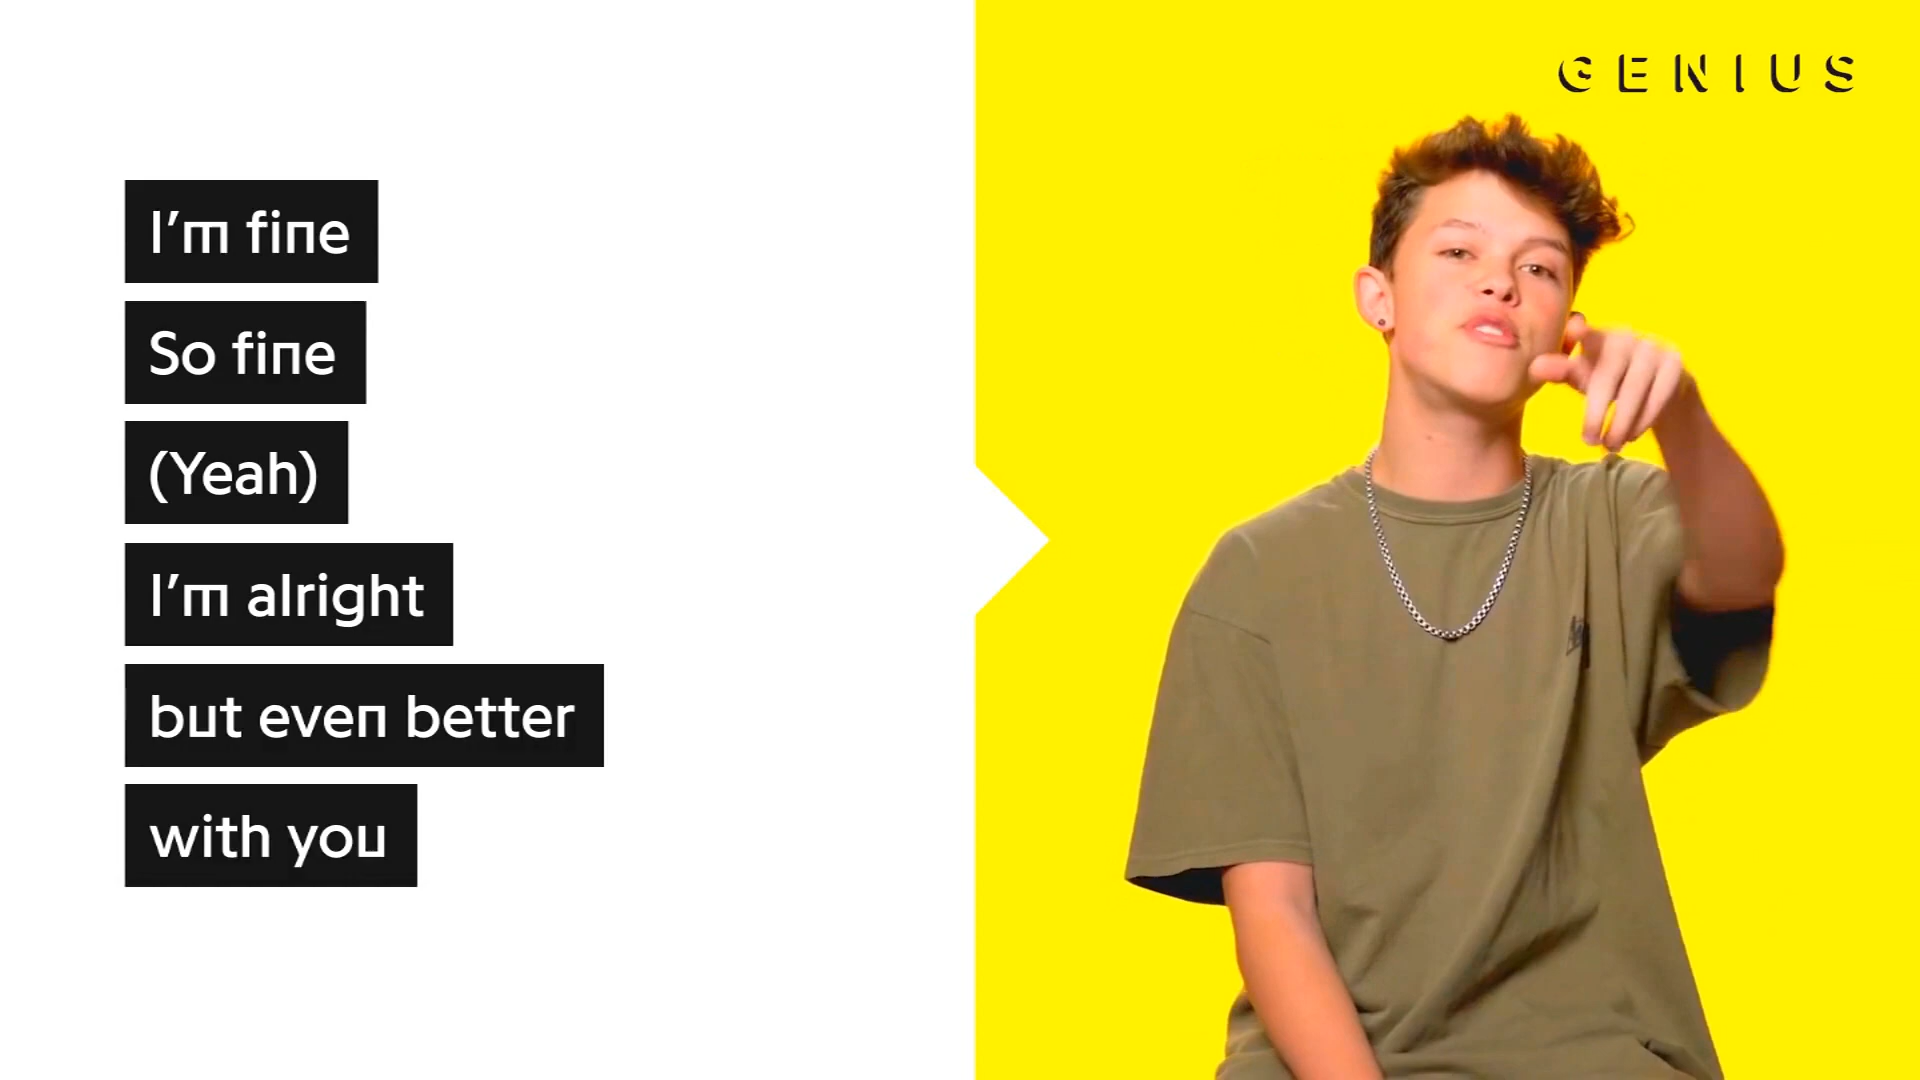 GENIUS
I’m fine
So fine
(Yeah)
I’m alright
but even better
with you